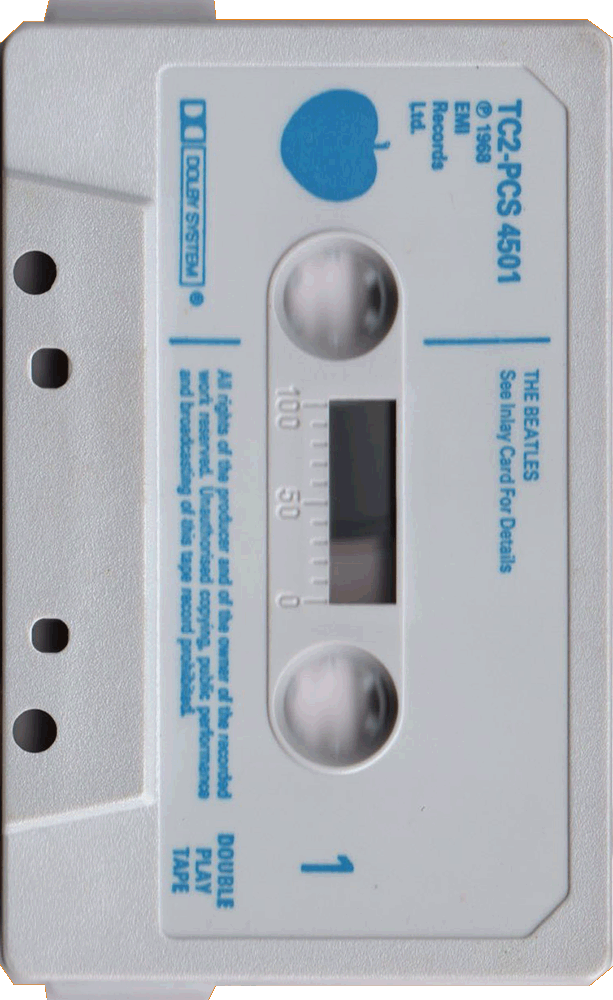 TC2-PCS 4501
℗ 1968
EMI
Records
Ltd.
THE BEATLES
See Inlay Card For Details
100 50 0
1
All rights of the producer and of the owner of the recorded
work reserved. Unauthorised copying, public performance
and broadcasting of this tape record prohibited.
DOLBY SYSTEM ®
DOUBLE
PLAY
TAPE